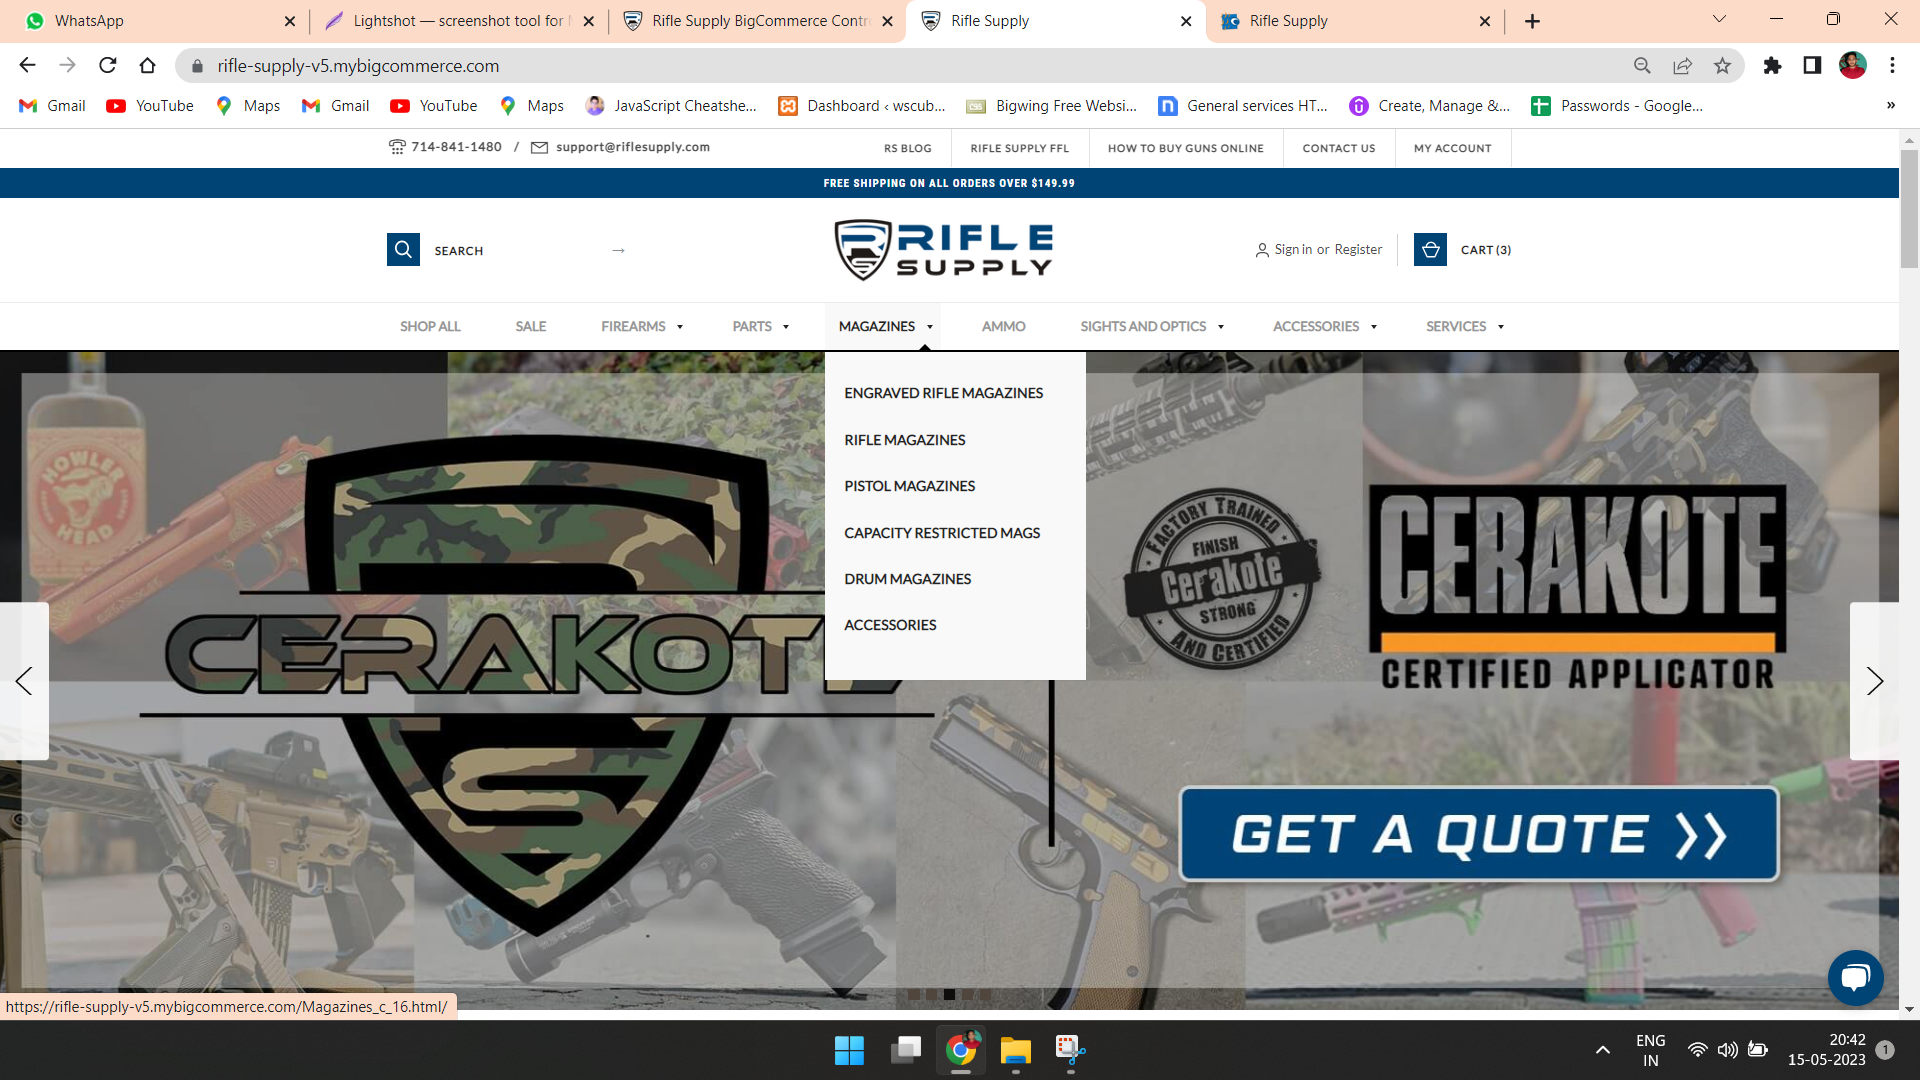 WhatsApp
Lightshot — screenshot tool for
Rifle Supply BigCommerce Contr
Rifle Supply
Rifle Supply
rifle-supply-v5.mybigcommerce.com
Gmail
YouTube
Maps
Gmail
YouTube
Maps
JavaScript Cheatshe...
Dashboard ‹ wscub...
Bigwing Free Websi...
General services HT...
Create, Manage &...
Passwords - Google...
»
714-841-1480 / support@riflesupply.com
RS BLOG
RIFLE SUPPLY FFL
HOW TO BUY GUNS ONLINE
CONTACT US
MY ACCOUNT
FREE SHIPPING ON ALL ORDERS OVER $149.99
SEARCH →
RIFLE
SUPPLY
Sign in or Register
CART (3)
SHOP ALL
SALE
FIREARMS
PARTS
MAGAZINES
AMMO
SIGHTS AND OPTICS
ACCESSORIES
SERVICES
ENGRAVED RIFLE MAGAZINES
RIFLE MAGAZINES
PISTOL MAGAZINES
CAPACITY RESTRICTED MAGS
DRUM MAGAZINES
ACCESSORIES
HOWLER
HEAD
CERAKOT
FACTORY TRAINED
FINISH
Cerakote
STRONG
AND CERTIFIED
CERAKOTE
CERTIFIED APPLICATOR
GET A QUOTE
https://rifle-supply-v5.mybigcommerce.com/Magazines_c_16.html/
ENG
IN
20:42
15-05-2023
1